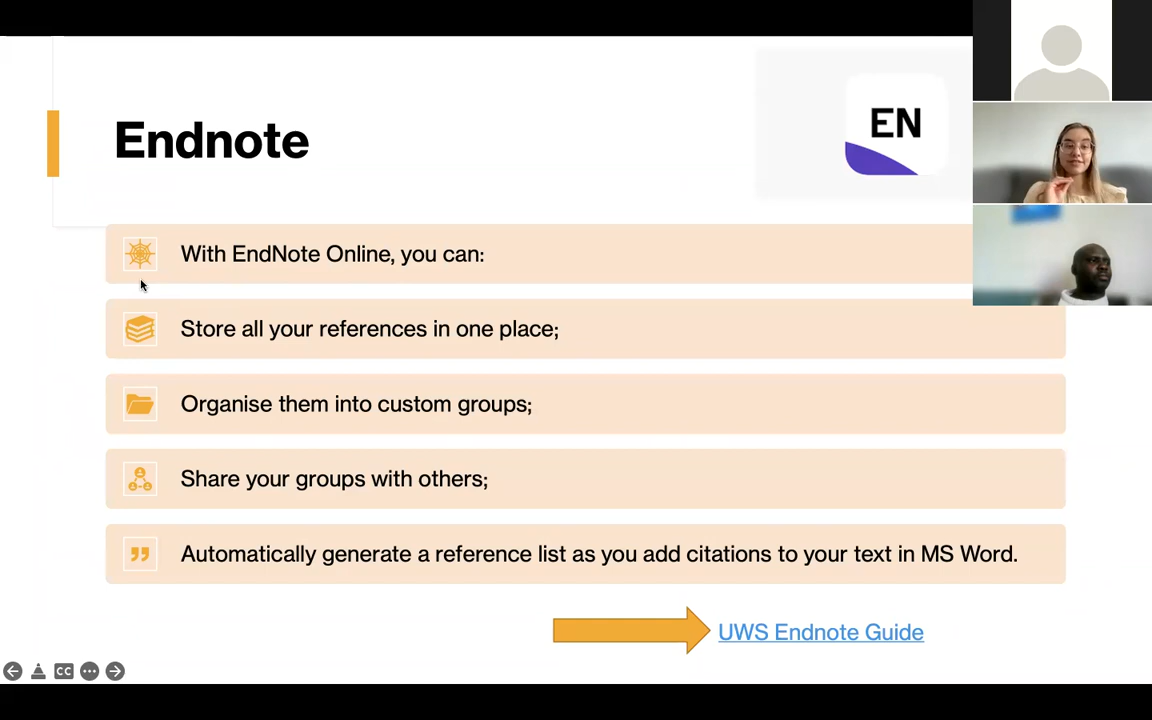 Endnote
EN
With EndNote Online, you can:
Store all your references in one place;
Organise them into custom groups;
Share your groups with others;
Automatically generate a reference list as you add citations to your text in MS Word.
UWS Endnote Guide
CC